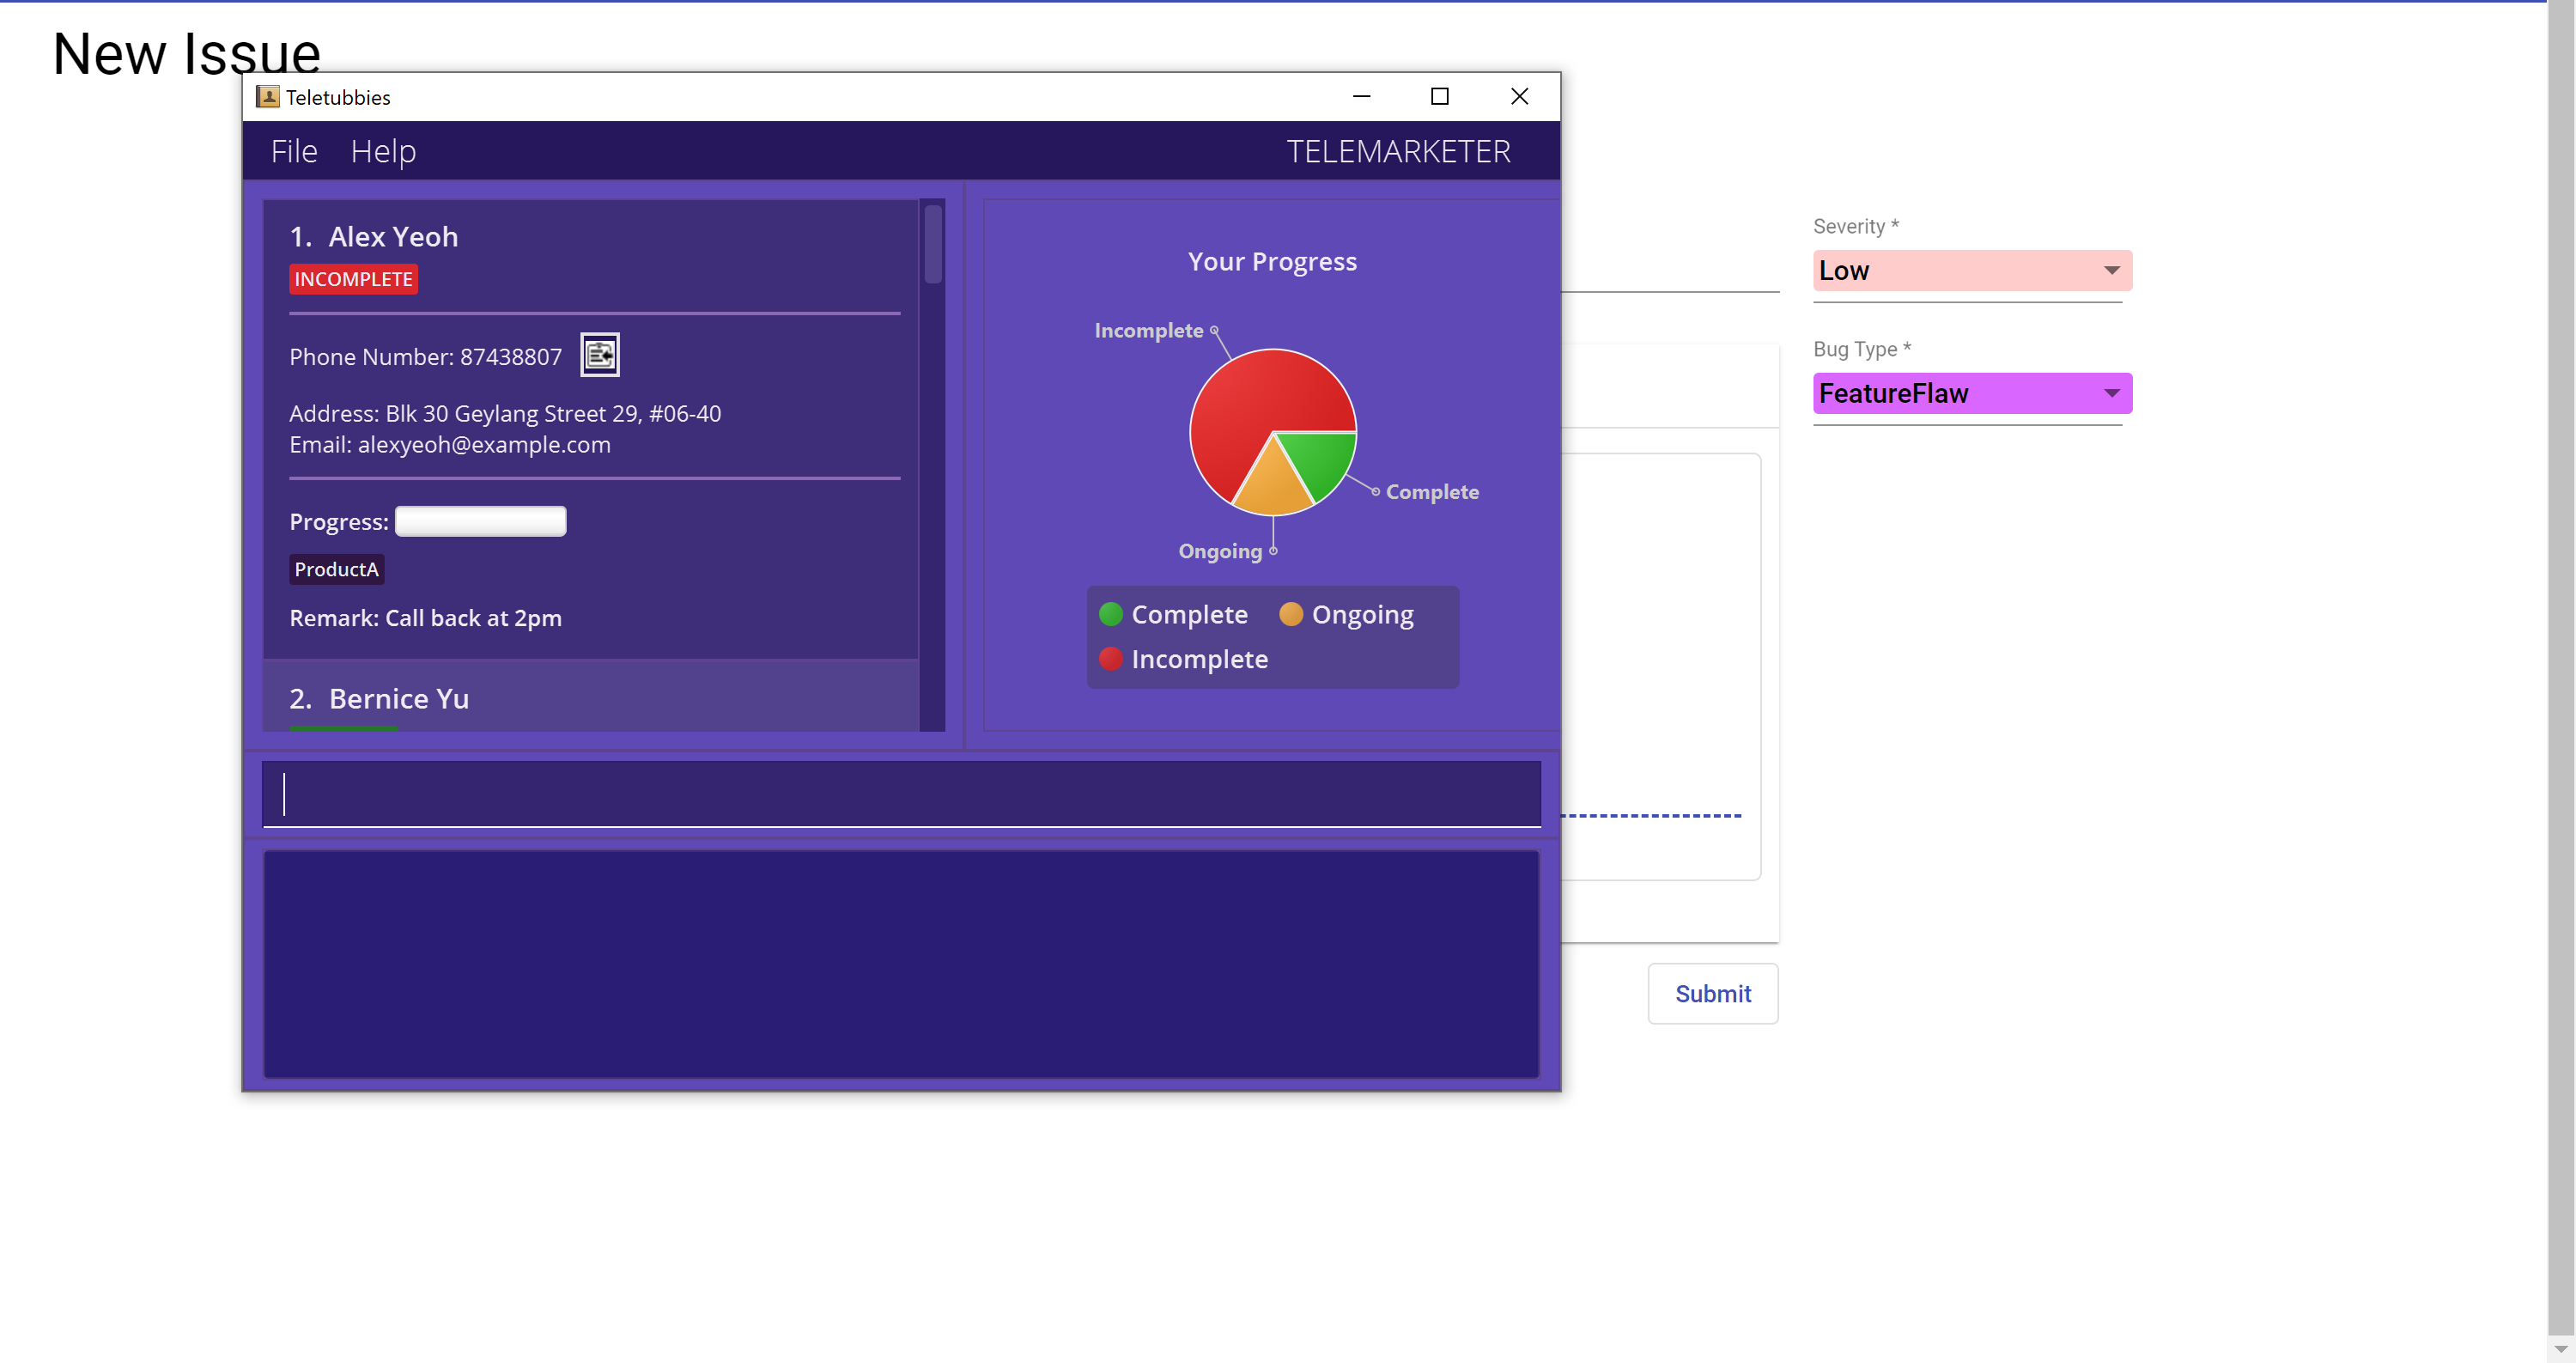 New Issue
Teletubbies
File Help TELEMARKETER
1. Alex Yeoh
INCOMPLETE
Phone Number: 87438807
Address: Blk 30 Geylang Street 29, #06-40
Email: alexyeoh@example.com
Progress:
ProductA
Remark: Call back at 2pm
2. Bernice Yu
Your Progress
Incomplete
Complete
Ongoing
Complete Ongoing
Incomplete
Severity *
Low
Bug Type *
FeatureFlaw
Submit